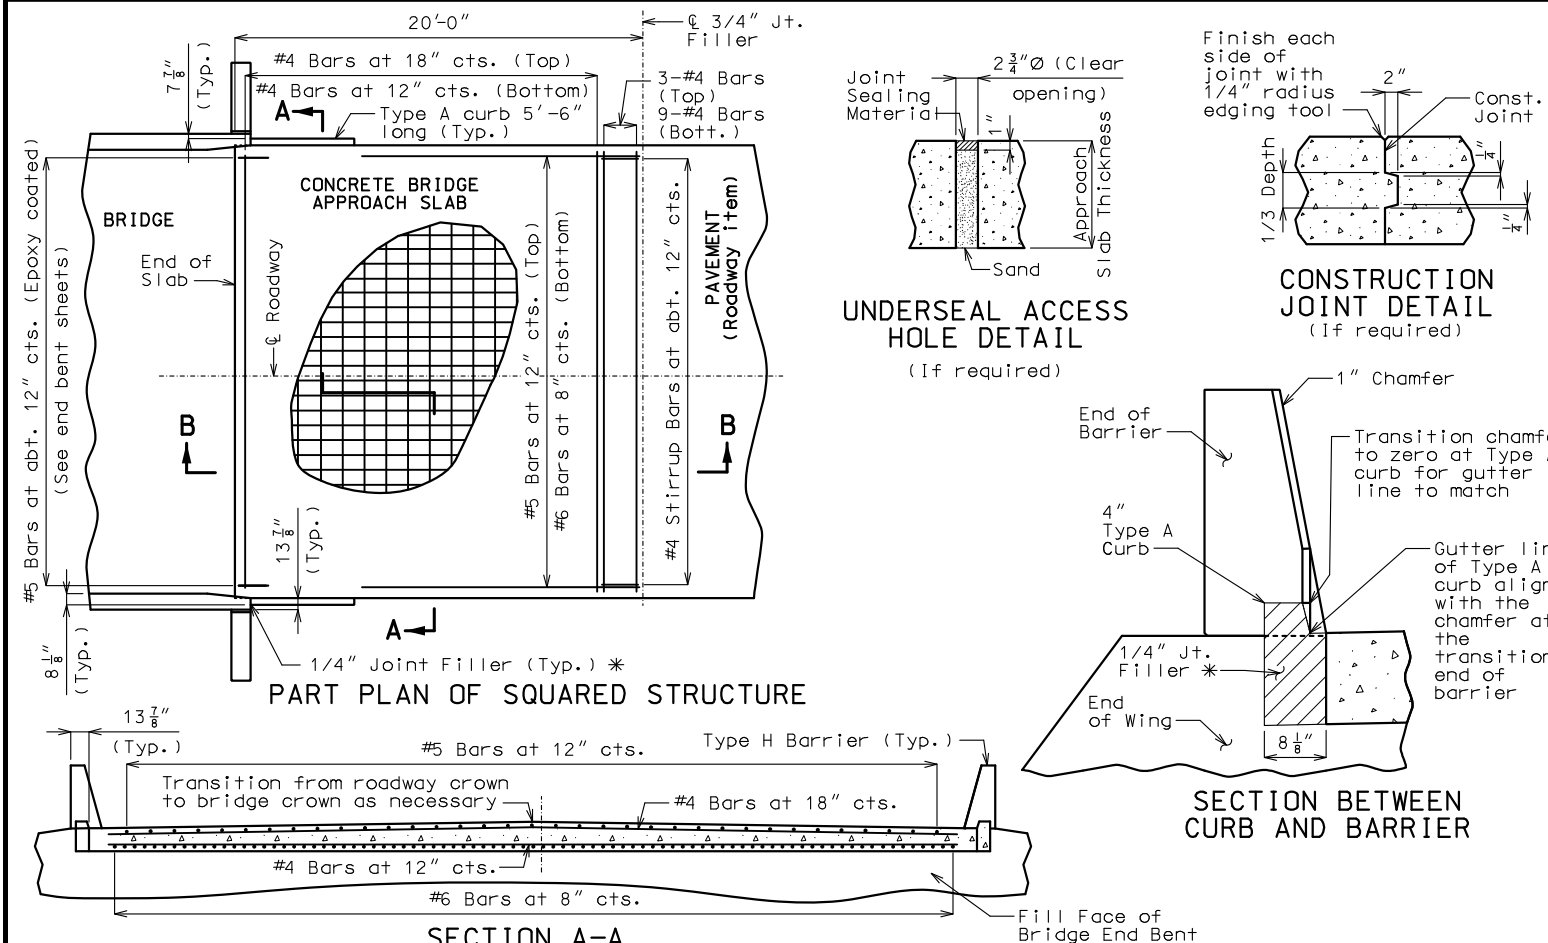 20'-0"
℄ 3/4" Jt.
Filler
7 7/8"
(Typ.)
#4 Bars at 18" cts. (Top)
#4 Bars at 12" cts. (Bottom)
3-#4 Bars
(Top)
9-#4 Bars
(Bott.)
A
Type A curb 5'-6"
long (Typ.)
#5 Bars at abt. 12" cts. (Epoxy coated)
(See end bent sheets)
BRIDGE
CONCRETE BRIDGE
APPROACH SLAB
End of
Slab
℄ Roadway
#5 Bars at 12" cts. (Top)
#6 Bars at 8" cts. (Bottom)
#4 Stirrup Bars at abt. 12" cts.
PAVEMENT
(Roadway item)
B
B
13 7/8"
(Typ.)
8 1/8"
(Typ.)
A
1/4" Joint Filler (Typ.) *
PART PLAN OF SQUARED STRUCTURE
Joint
Sealing
Material
2 3/4"Ø (Clear
opening)
1"
Approach
Slab Thickness
Sand
UNDERSEAL ACCESS
HOLE DETAIL
(If required)
Finish each
side of
joint with
1/4" radius
edging tool
2"
Const.
Joint
1/4"
1/3 Depth
1/4"
CONSTRUCTION
JOINT DETAIL
(If required)
1" Chamfer
End of
Barrier
Transition chamfe
to zero at Type A
curb for gutter
line to match
4"
Type A
Curb
Gutter lin
of Type A
curb align
with the
chamfer at
the
transition
end of
barrier
1/4" Jt.
Filler *
End
of Wing
8 1/8"
SECTION BETWEEN
CURB AND BARRIER
13 7/8"
(Typ.)
#5 Bars at 12" cts.
Type H Barrier (Typ.)
Transition from roadway crown
to bridge crown as necessary
#4 Bars at 18" cts.
#4 Bars at 12" cts.
#6 Bars at 8" cts.
Fill Face of
Bridge End Bent
SECTION A-A